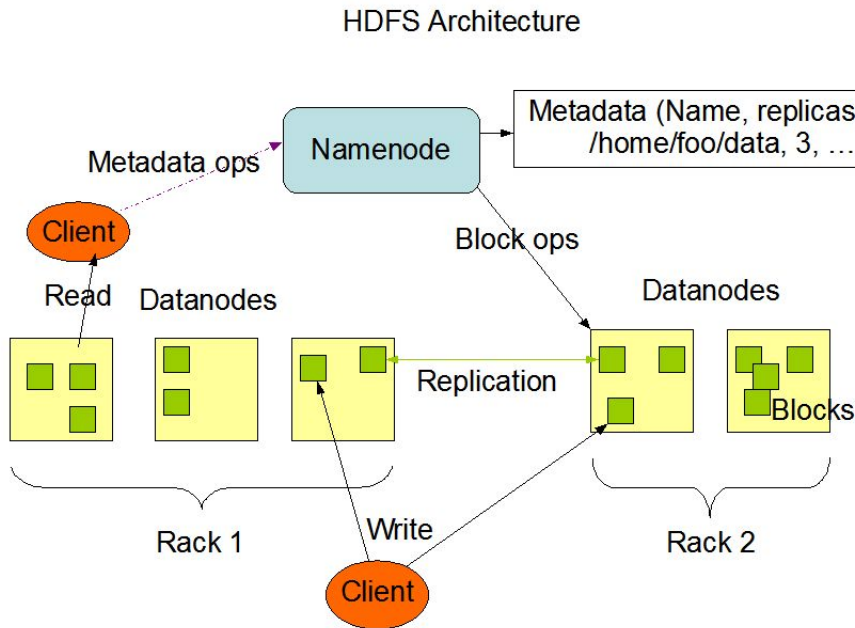 HDFS Architecture
Metadata (Name, replicas
/home/foo/data, 3, …
Namenode
Metadata ops
Client
Block ops
Read
Datanodes
Datanodes
Replication
Blocks
Rack 1
Write
Rack 2
Client